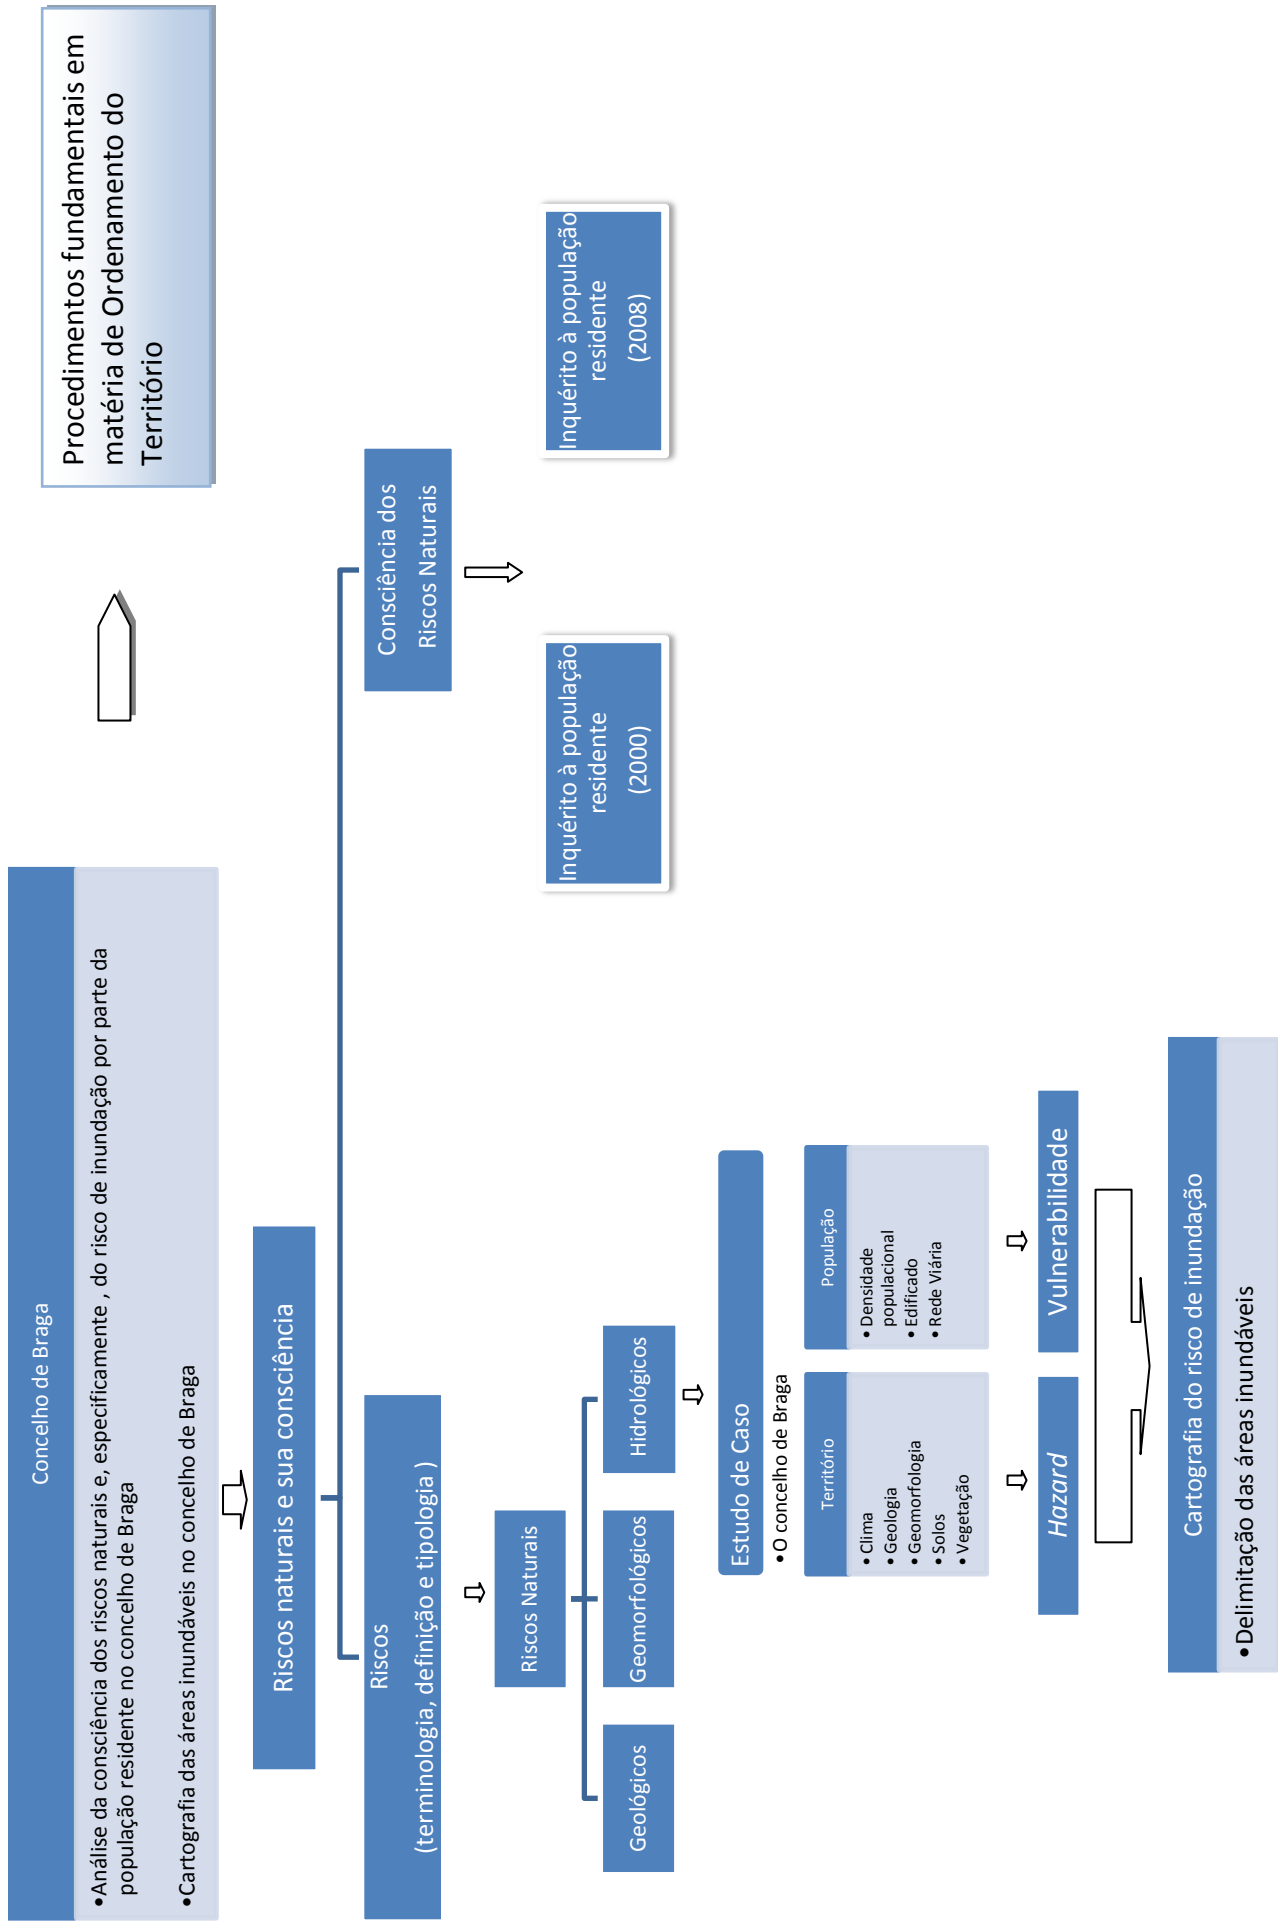 Concelho de Braga
•Análise da consciência dos riscos naturais e, especificamente , do risco de inundação por parte da
população residente no concelho de Braga
•Cartografia das áreas inundáveis no concelho de Braga
Procedimentos fundamentais em
matéria de Ordenamento do
Território
Riscos naturais e sua consciência
Riscos
(terminologia, definição e tipologia )
Consciência dos
Riscos Naturais
Riscos Naturais
Inquérito à população
residente
(2000)
Inquérito à população
residente
(2008)
Geológicos
Geomorfológicos
Hidrológicos
Estudo de Caso
•O concelho de Braga
Território
•Clima
•Geologia
•Geomorfologia
•Solos
•Vegetação
População
•Densidade
populacional
•Edificado
•Rede Viária
Hazard
Vulnerabilidade
Cartografia do risco de inundação
•Delimitação das áreas inundáveis